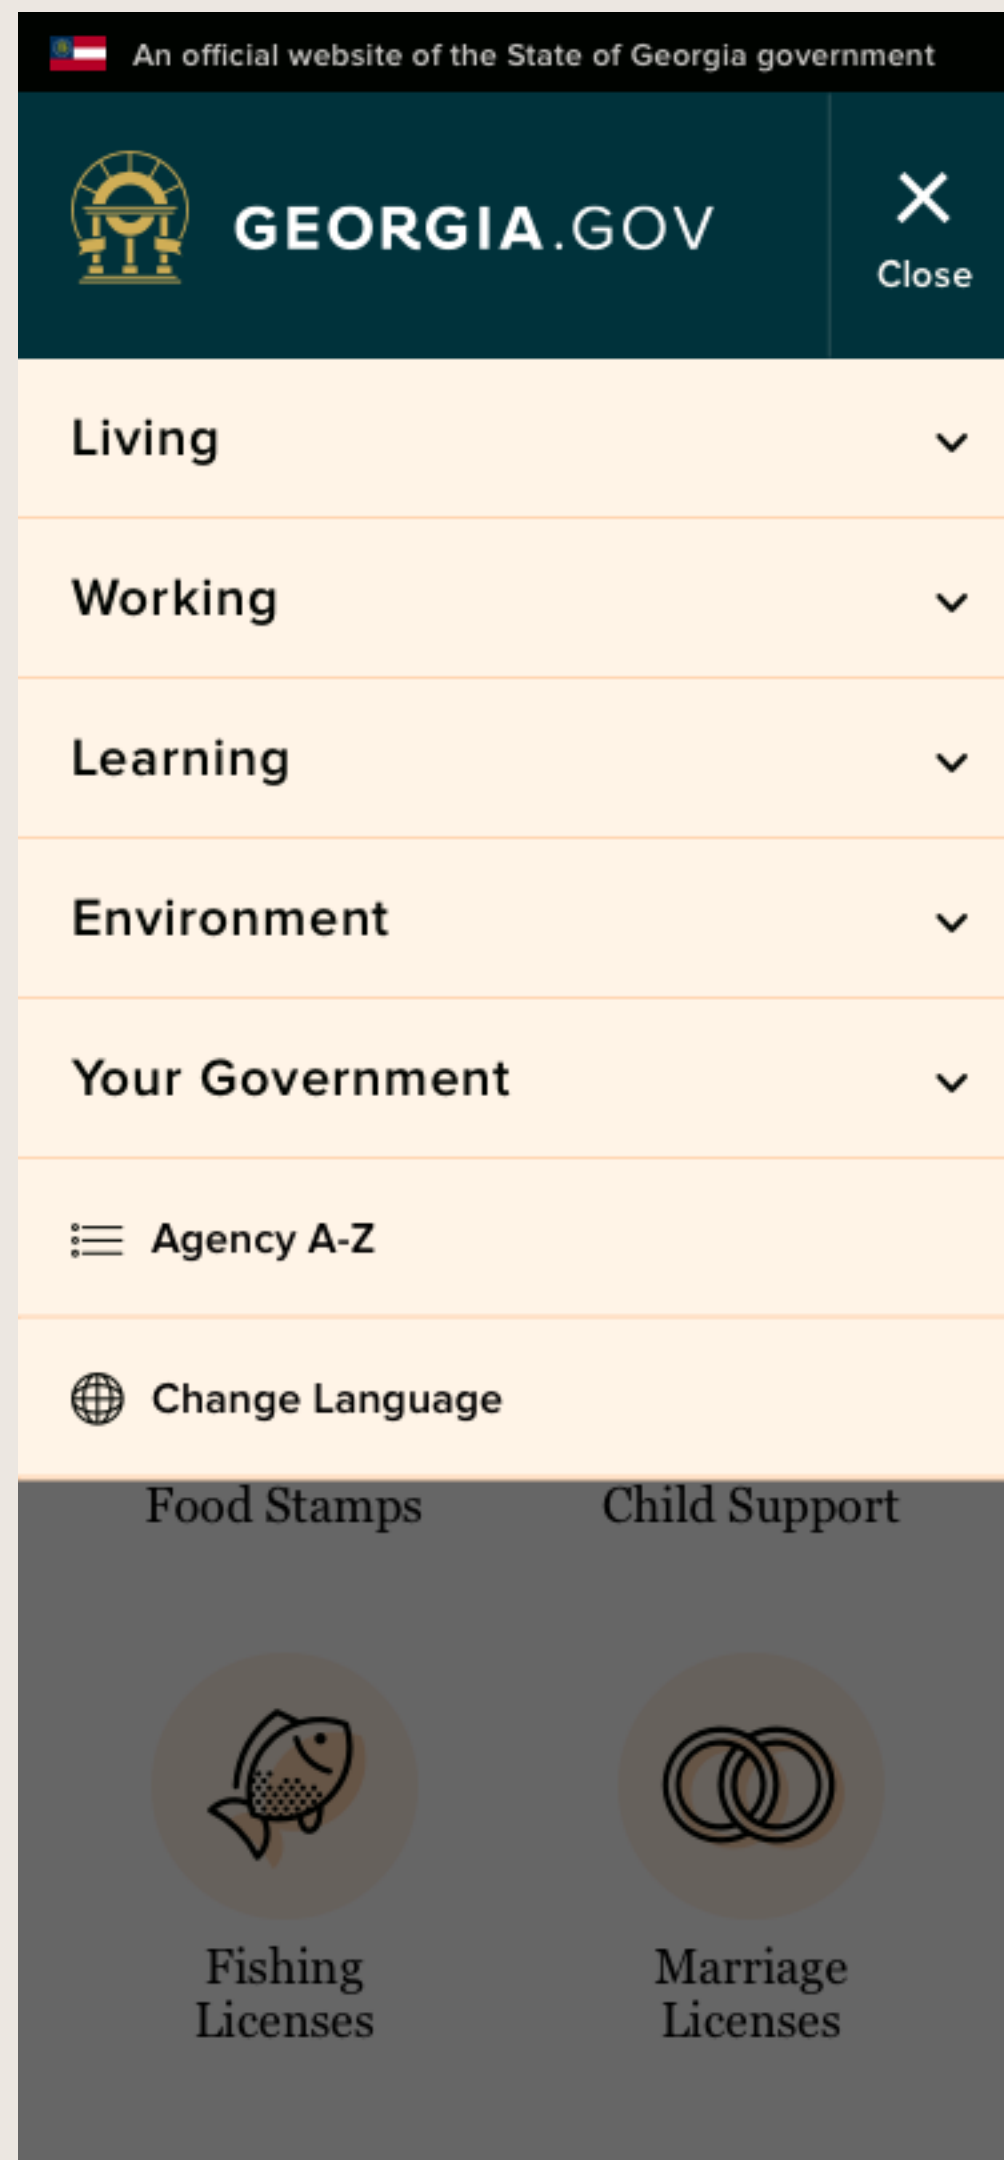 An official website of the State of Georgia government
GEORGIA.GOV
Close
Living
Working
Learning
Environment
Your Government
Agency A-Z
Change Language
Food Stamps
Child Support
Fishing
Licenses
Marriage
Licenses